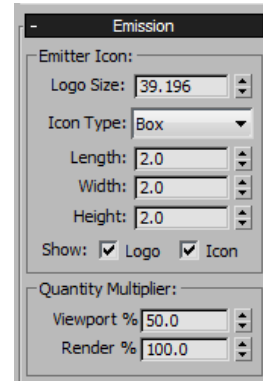 - Emission
Emitter Icon:
Logo Size: 39.196
Icon Type: Box
Length: 2.0
Width: 2.0
Height: 2.0
Show: Logo Icon
Quantity Multiplier:
Viewport % 50.0
Render % 100.0